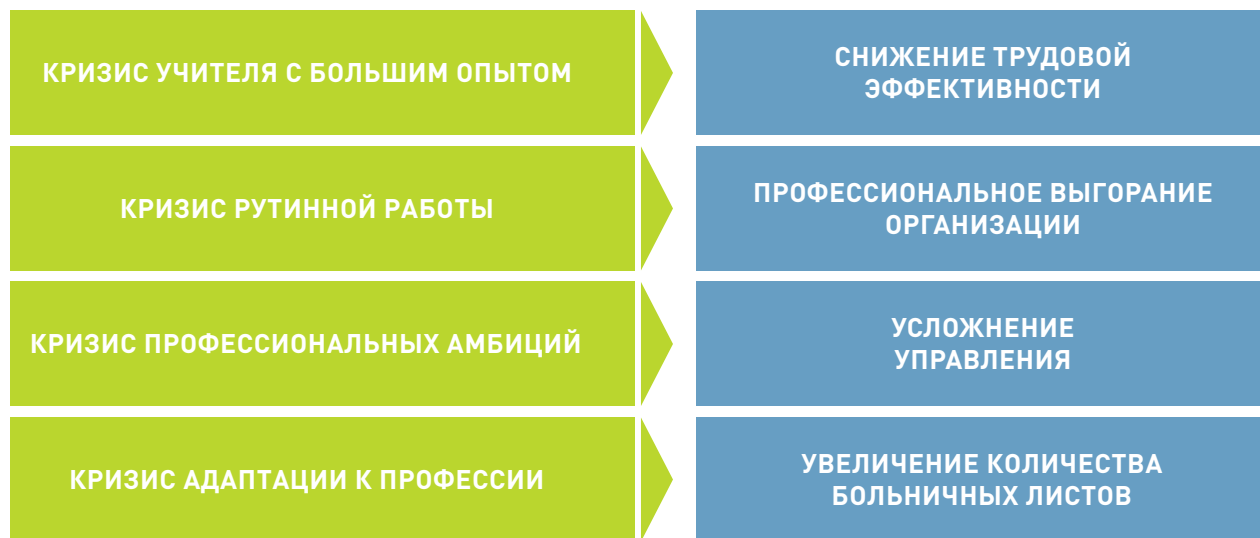 КРИЗИС УЧИТЕЛЯ С БОЛЬШИМ ОПЫТОМ
СНИЖЕНИЕ ТРУДОВОЙ
ЭФФЕКТИВНОСТИ
КРИЗИС РУТИННОЙ РАБОТЫ
ПРОФЕССИОНАЛЬНОЕ ВЫГОРАНИЕ
ОРГАНИЗАЦИИ
КРИЗИС ПРОФЕССИОНАЛЬНЫХ АМБИЦИЙ
УСЛОЖНЕНИЕ
УПРАВЛЕНИЯ
КРИЗИС АДАПТАЦИИ К ПРОФЕССИИ
УВЕЛИЧЕНИЕ КОЛИЧЕСТВА
БОЛЬНИЧНЫХ ЛИСТОВ